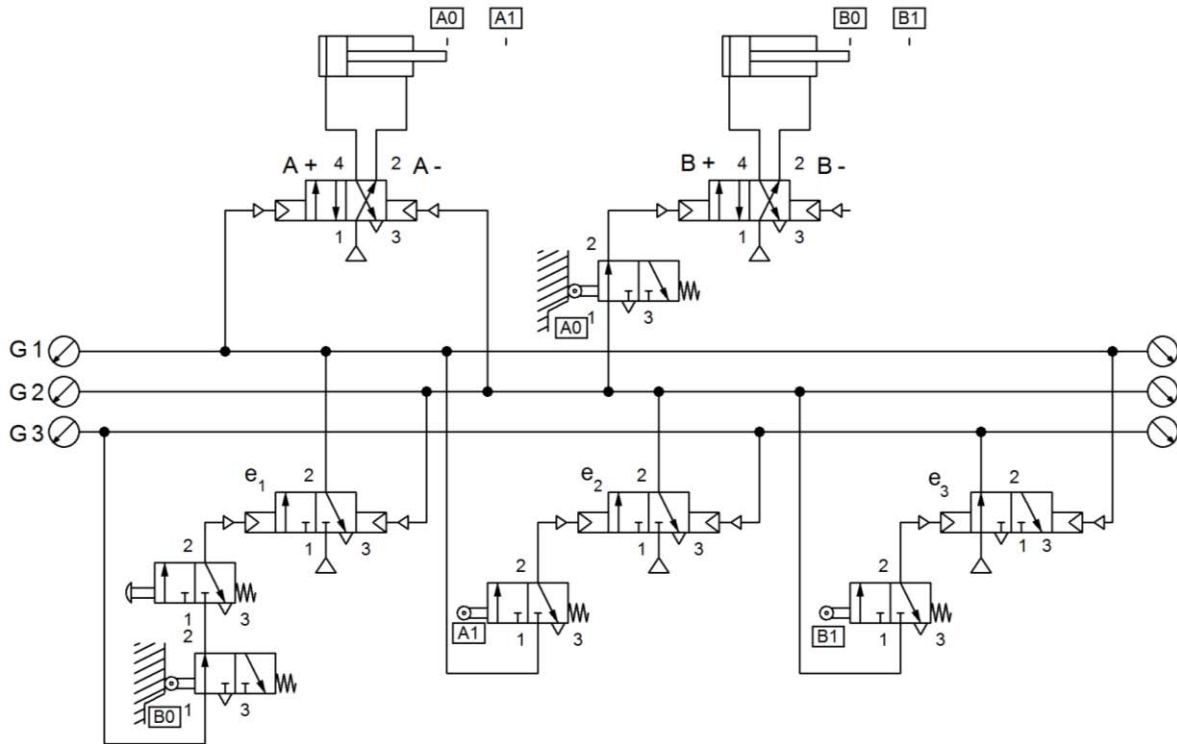 A0 A1 B0 B1
A + 4 2 A - B + 4 2 B -
1 3 1 3
2
1 3
A0
G 1
G 2
G 3
e1 2 e2 2 e3 2
1 3 1 3 1 3
2 2 2
1 3 A1 1 3 B1 1 3
2
B0 1 3